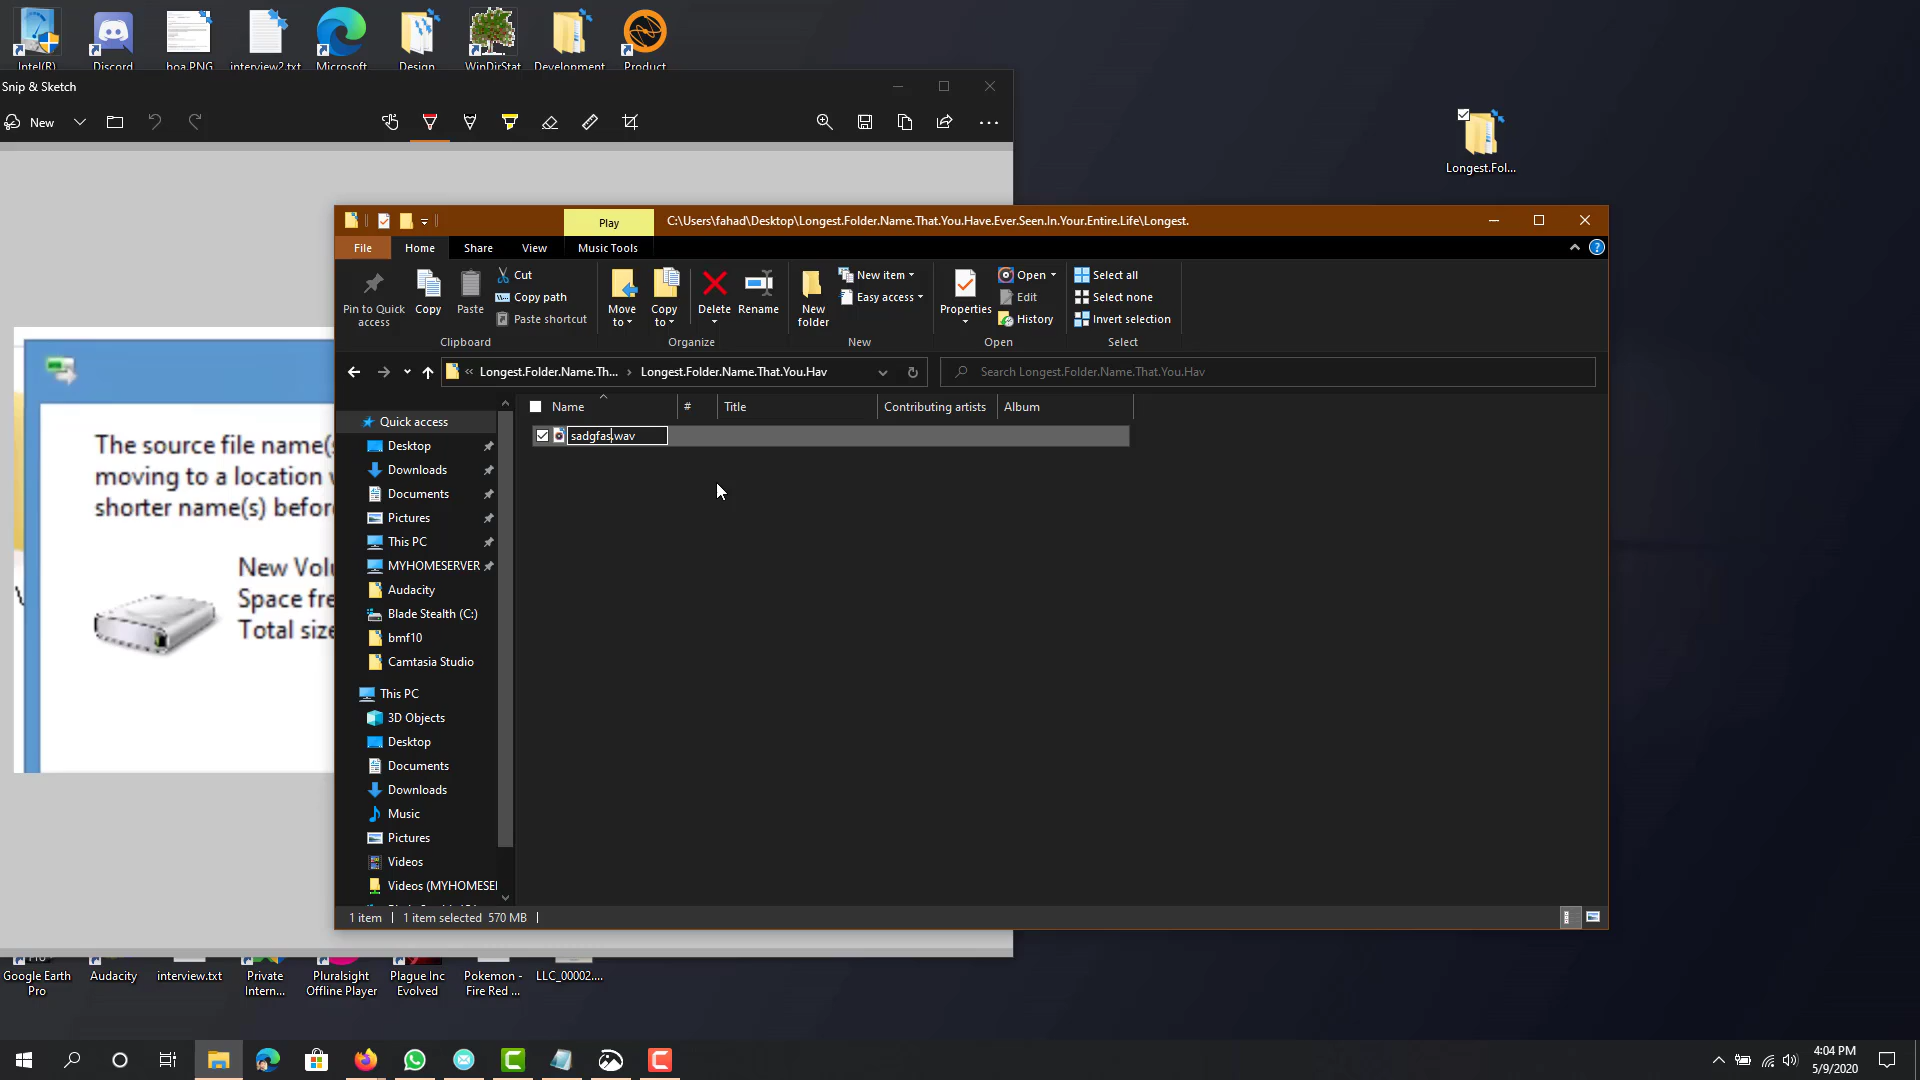 Intel(R)
Discord
hoa.PNG
interview2.txt
Microsoft
Design
WinDirStat
Development
Product
Snip & Sketch
New
Longest.Fol...
Play
C:\Users\fahad\Desktop\Longest.Folder.Name.That.You.Have.Ever.Seen.In.Your.Entire.Life\Longest.
File
Home
Share
View
Music Tools
Pin to Quick access
Copy
Paste
Cut
Copy path
Paste shortcut
Move to
Copy to
Delete
Rename
New folder
New item
Easy access
Properties
Open
Edit
History
Select all
Select none
Invert selection
Clipboard
Organize
New
Open
Select
« Longest.Folder.Name.Th... › Longest.Folder.Name.That.You.Hav
Search Longest.Folder.Name.That.You.Hav
Name
#
Title
Contributing artists
Album
sadgfas.wav
Quick access
Desktop
Downloads
Documents
Pictures
This PC
MYHOMESERVER
Audacity
Blade Stealth (C:)
bmf10
Camtasia Studio
This PC
3D Objects
Desktop
Documents
Downloads
Music
Pictures
Videos
Videos (MYHOMESE
The source file name(s
moving to a location
shorter name(s) befor
New Volu
Space fre
Total size
1 item
1 item selected 570 MB
Google Earth Pro
Audacity
interview.txt
Private Intern...
Pluralsight Offline Player
Plague Inc Evolved
Pokemon - Fire Red ...
LLC_00002....
4:04 PM
5/9/2020